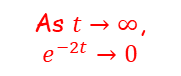 As t → ∞,
e⁻²ᵗ → 0